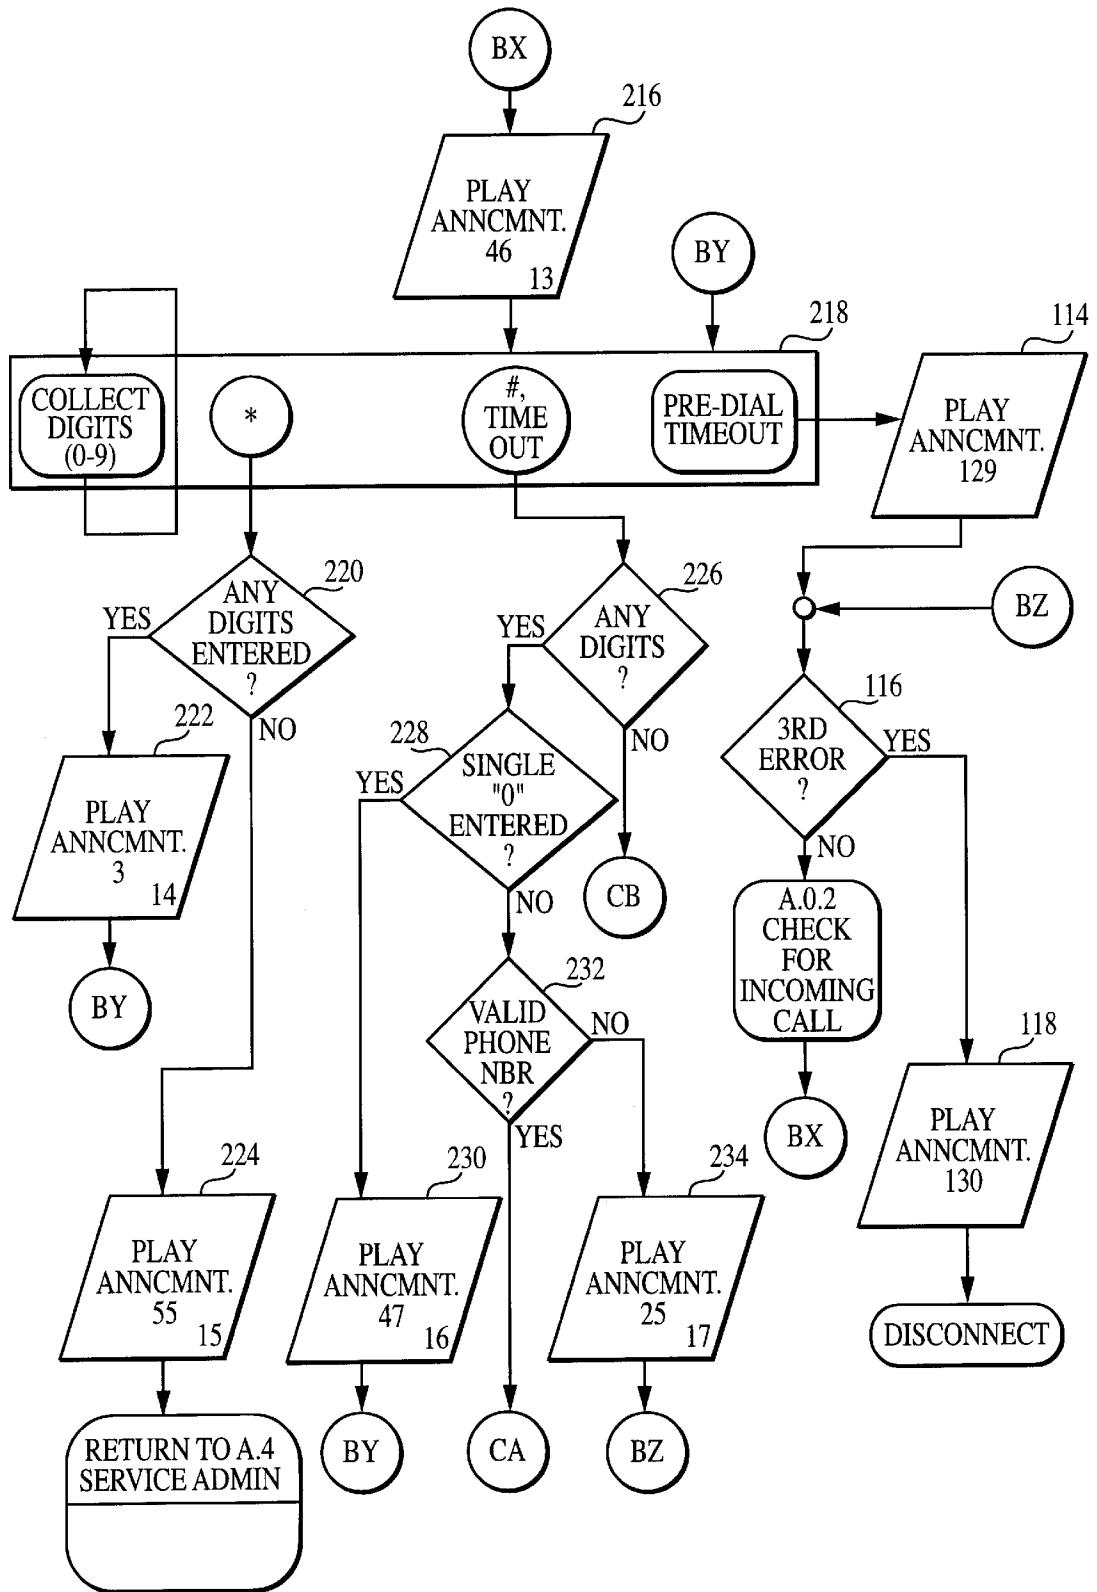 BX
216
PLAY
ANNCMNT.
46
13
BY
218
114
COLLECT
DIGITS
(0-9)
*
#,
TIME
OUT
PRE-DIAL
TIMEOUT
PLAY
ANNCMNT.
129
220
ANY
DIGITS
ENTERED
?
YES
NO
226
ANY
DIGITS
?
YES
NO
BZ
116
3RD
ERROR
?
YES
NO
222
PLAY
ANNCMNT.
3
14
BY
228
SINGLE
"0"
ENTERED
?
YES
NO
CB
A.0.2
CHECK
FOR
INCOMING
CALL
BX
232
VALID
PHONE
NBR
?
NO
YES
118
PLAY
ANNCMNT.
130
DISCONNECT
224
PLAY
ANNCMNT.
55
15
RETURN TO A.4
SERVICE ADMIN
230
PLAY
ANNCMNT.
47
16
BY
CA
234
PLAY
ANNCMNT.
25
17
BZ